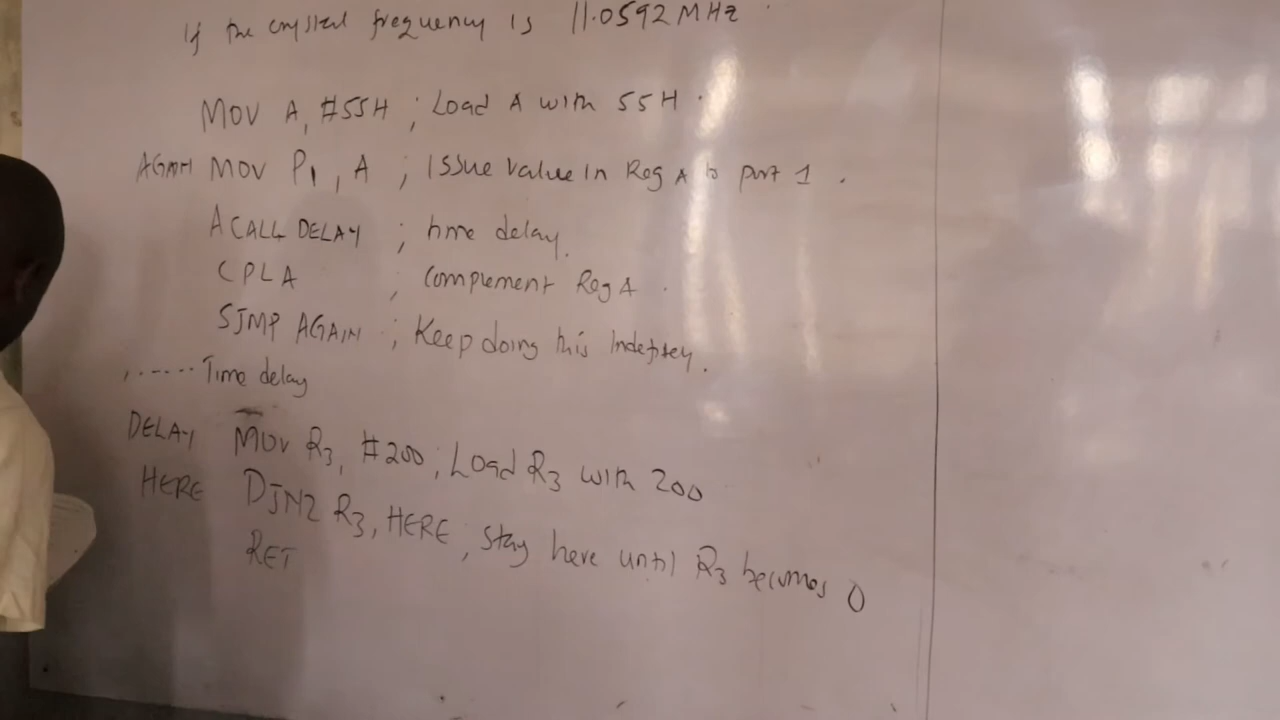 If the crystal frequency is 11.0592 MHz.
MOV A, #55H ; Load A with 55H.
AGAIN MOV P1, A ; Issue value in Reg A to port 1.
ACALL DELAY ; time delay.
CPL A ; Complement Reg A.
SJMP AGAIN ; Keep doing this
, ..... Time delay
DELAY MOV R3, #200 ; Load R3 with 200
HERE DJNZ R3, HERE ; Stay here until R3 becomes 0
RET